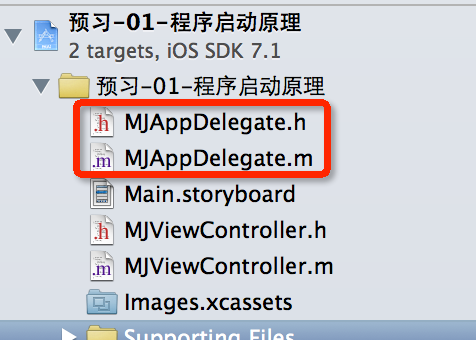 预习-01-程序启动原理
2 targets, iOS SDK 7.1
预习-01-程序启动原理
MJAppDelegate.h
MJAppDelegate.m
Main.storyboard
MJViewController.h
MJViewController.m
Images.xcassets
Supporting Files